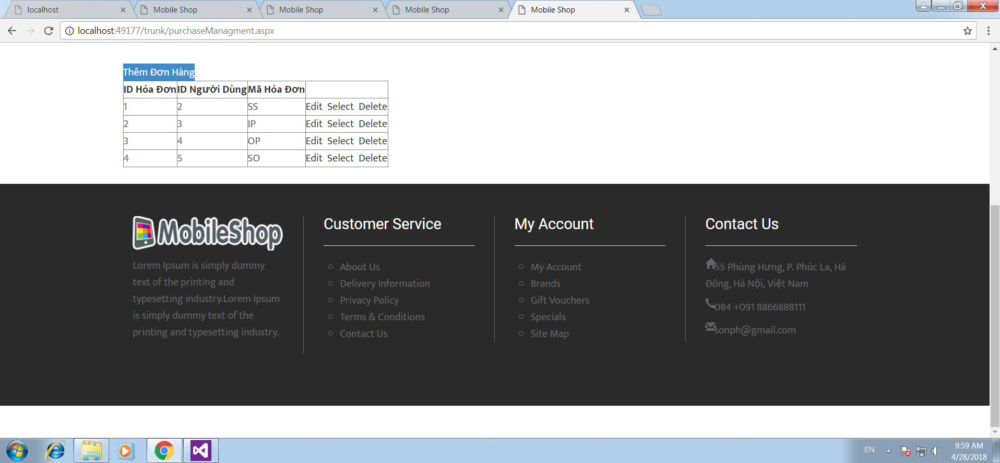 localhost
Mobile Shop
Mobile Shop
Mobile Shop
Mobile Shop
localhost:49177/trunk/purchaseManagment.aspx
Thêm Đơn Hàng
ID Hóa Đơn ID Người Dùng Mã Hóa Đơn
1 2 SS Edit Select Delete
2 3 IP Edit Select Delete
3 4 OP Edit Select Delete
4 5 SO Edit Select Delete
MobileShop
Lorem Ipsum is simply dummy
text of the printing and
typesetting industry.Lorem Ipsum
is simply dummy text of the
printing and typesetting industry.
Customer Service
About Us
Delivery Information
Privacy Policy
Terms & Conditions
Contact Us
My Account
My Account
Brands
Gift Vouchers
Specials
Site Map
Contact Us
55 Phùng Hưng, P. Phúc La, Hà
Đông, Hà Nội, Việt Nam
084 +091 8866888111
sonph@gmail.com
EN
9:59 AM
4/28/2018